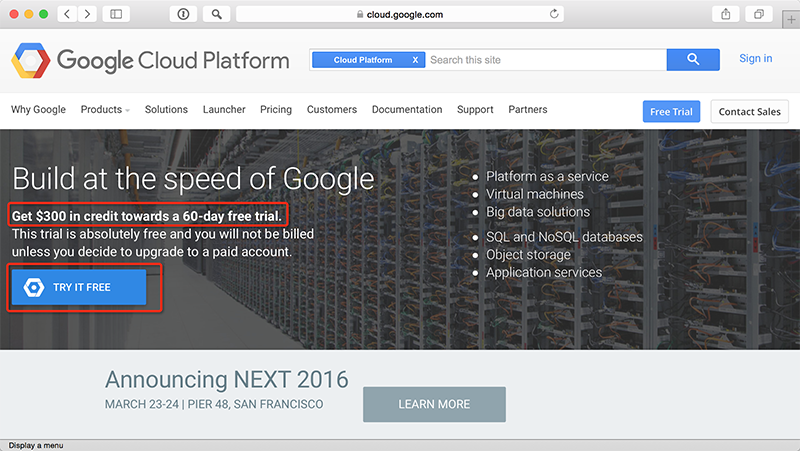 cloud.google.com
Google Cloud Platform
Cloud Platform X
Search this site
Sign in
Why Google Products Solutions Launcher Pricing Customers Documentation Support Partners
Free Trial
Contact Sales
Build at the speed of Google
Get $300 in credit towards a 60-day free trial.
This trial is absolutely free and you will not be billed
unless you decide to upgrade to a paid account.
TRY IT FREE
Platform as a service
Virtual machines
Big data solutions
SQL and NoSQL databases
Object storage
Application services
Announcing NEXT 2016
MARCH 23-24 | PIER 48, SAN FRANCISCO
LEARN MORE
Display a menu